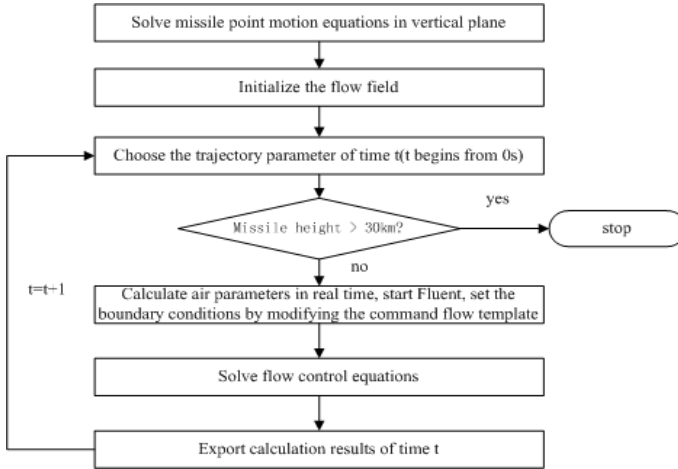 Solve missile point motion equations in vertical plane
Initialize the flow field
Choose the trajectory parameter of time t(t begins from 0s)
Missile height > 30km?
yes
stop
no
t=t+1
Calculate air parameters in real time, start Fluent, set the
boundary conditions by modifying the command flow template
Solve flow control equations
Export calculation results of time t